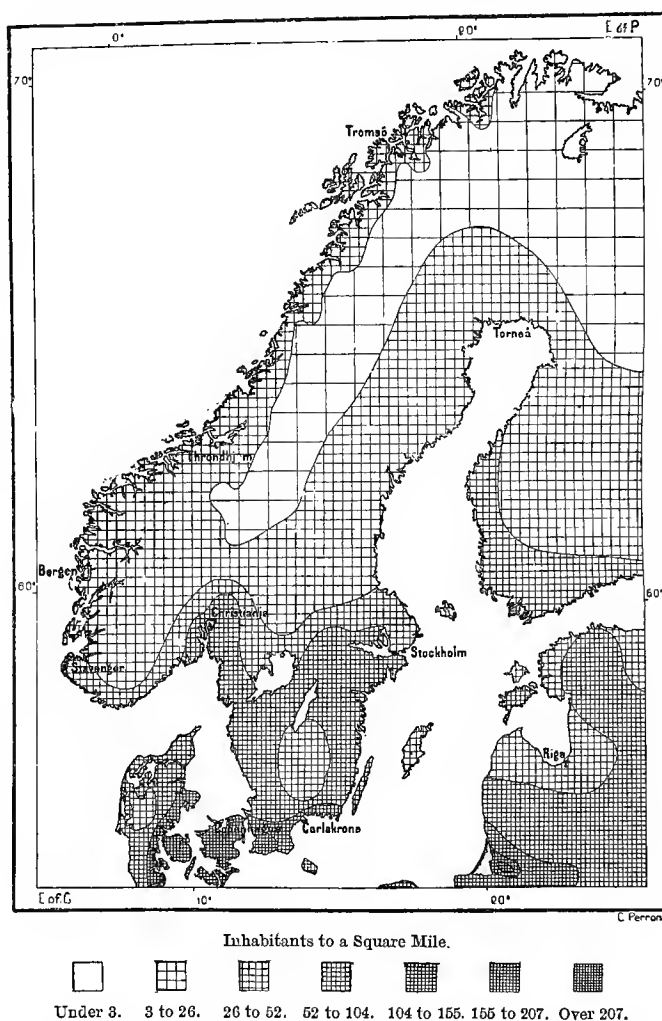 0° 20° E of P
70° 70°
Tromsö
Torneå
Throndhjm
Bergen
60° 60°
Christiania
Stavanger
Stockholm
Riga
Carlskrona
E of G 10° 20°
C Perron
Inhabitants to a Square Mile.
Under 3. 3 to 26. 26 to 52. 52 to 104. 104 to 155. 155 to 207. Over 207.